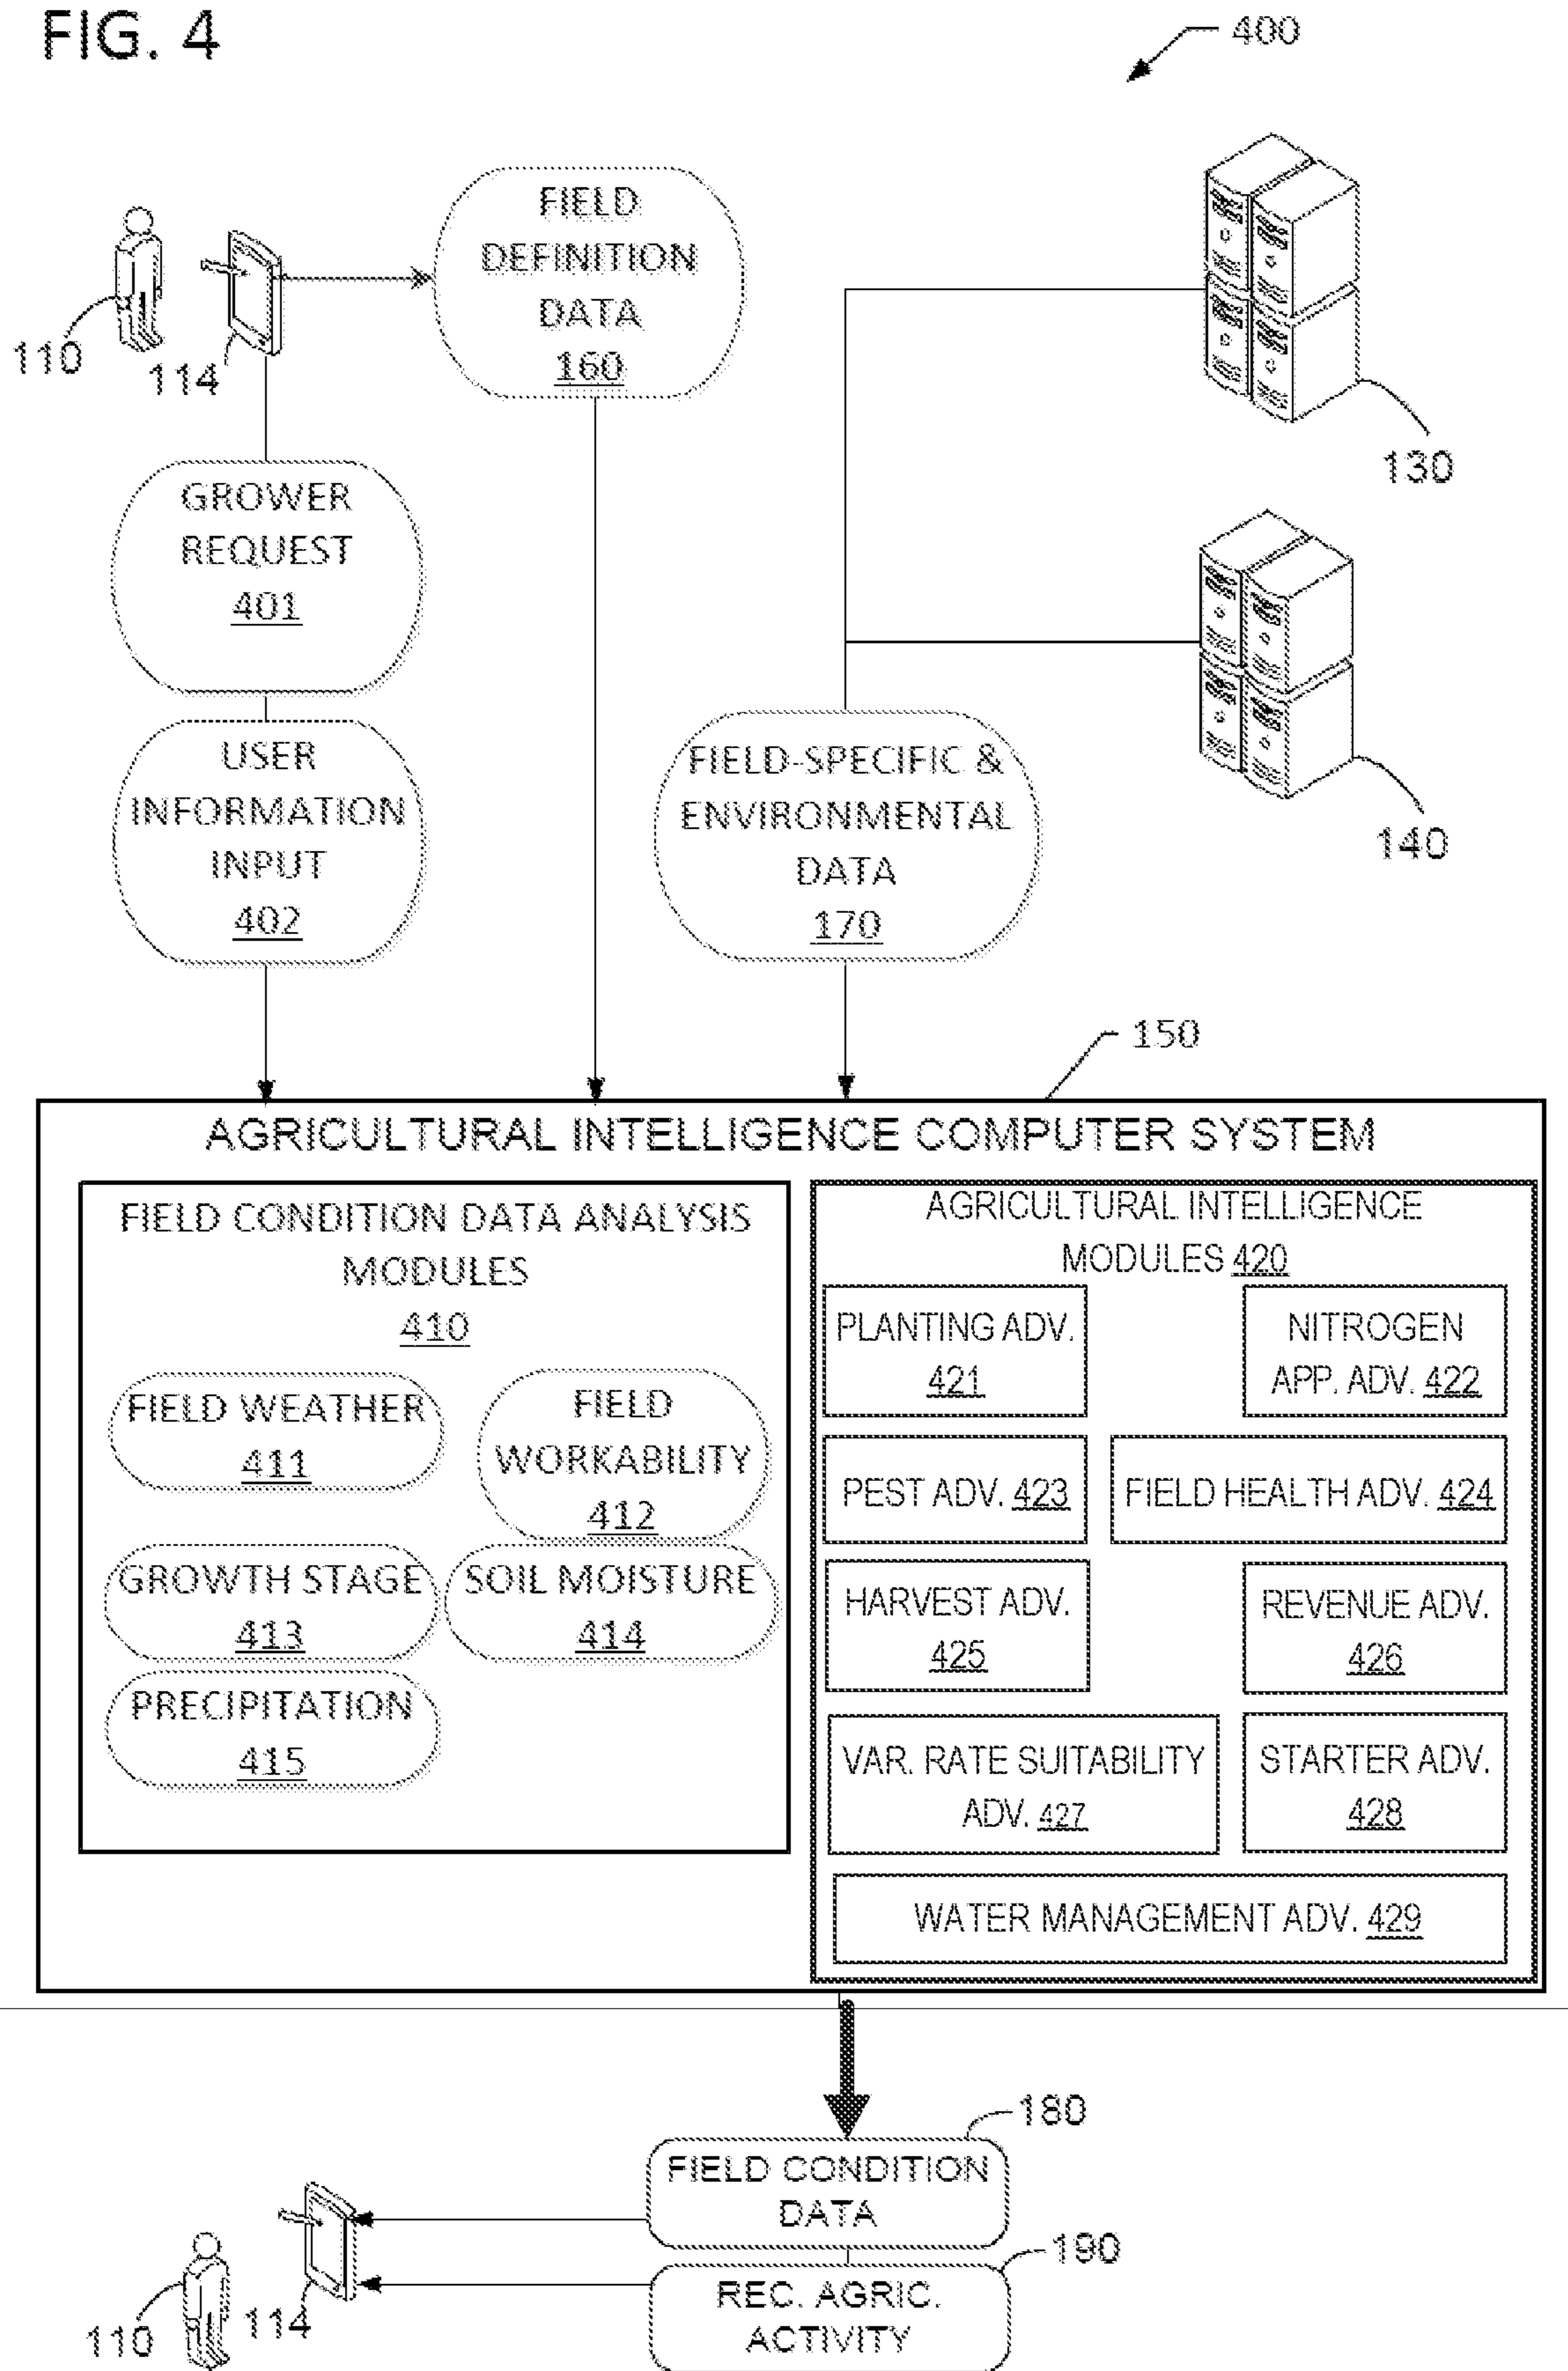 FIG. 4
400
FIELD
DEFINITION
DATA
160
110
114
130
GROWER
REQUEST
401
140
USER
INFORMATION
INPUT
402
FIELD-SPECIFIC &
ENVIRONMENTAL
DATA
170
150
AGRICULTURAL INTELLIGENCE COMPUTER SYSTEM
FIELD CONDITION DATA ANALYSIS
MODULES
410
FIELD WEATHER
411
FIELD
WORKABILITY
412
GROWTH STAGE
413
SOIL MOISTURE
414
PRECIPITATION
415
AGRICULTURAL INTELLIGENCE
MODULES 420
PLANTING ADV.
421
NITROGEN
APP. ADV. 422
PEST ADV. 423
FIELD HEALTH ADV. 424
HARVEST ADV.
425
REVENUE ADV.
426
VAR. RATE SUITABILITY
ADV. 427
STARTER ADV.
428
WATER MANAGEMENT ADV. 429
180
FIELD CONDITION
DATA
190
REC. AGRIC.
ACTIVITY
110
114